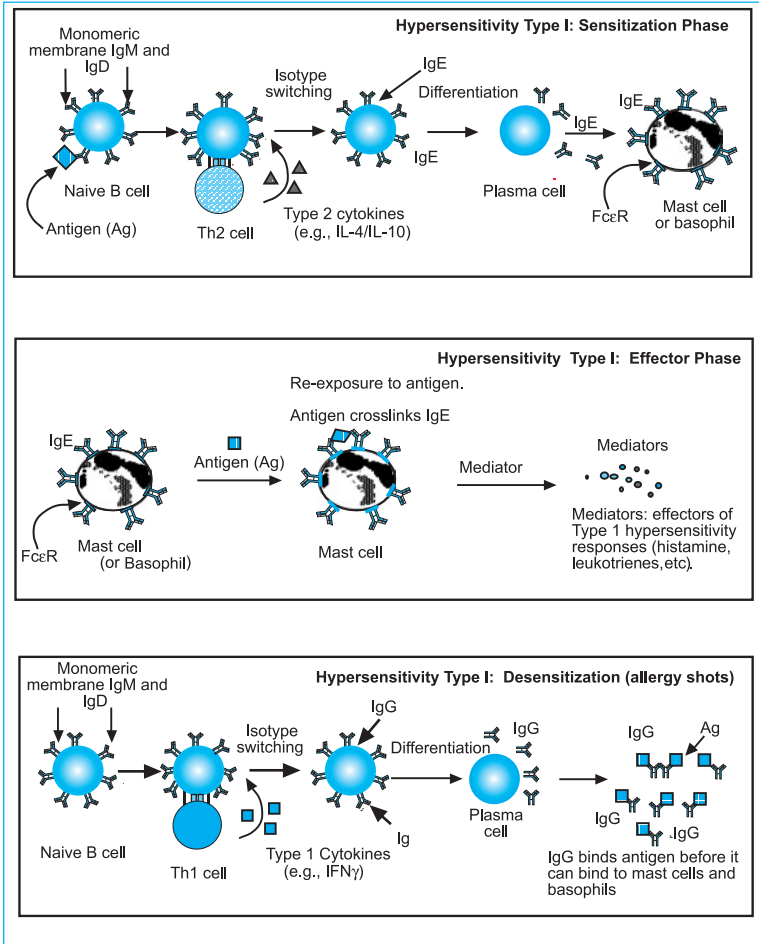 Hypersensitivity Type I: Sensitization Phase
Monomeric
membrane IgM and
IgD
Isotype
switching
IgE
Differentiation
IgE
IgE
IgE
Naive B cell
Antigen (Ag)
Th2 cell
Type 2 cytokines
(e.g., IL-4/IL-10)
Plasma cell
FcεR
Mast cell
or basophil
Hypersensitivity Type I: Effector Phase
Re-exposure to antigen.
Antigen crosslinks IgE
IgE
Antigen (Ag)
Mediator
Mediators
FcεR
Mast cell
(or Basophil)
Mast cell
Mediators: effectors of
Type 1 hypersensitivity
responses (histamine,
leukotrienes,etc).
Hypersensitivity Type I: Desensitization (allergy shots)
Monomeric
membrane IgM and
IgD
Isotype
switching
IgG
Differentiation
IgG
IgG
Ag
IgG
IgG
Naive B cell
Th1 cell
Type 1 Cytokines
(e.g., IFNγ)
Ig
Plasma
cell
IgG binds antigen before it
can bind to mast cells and
basophils